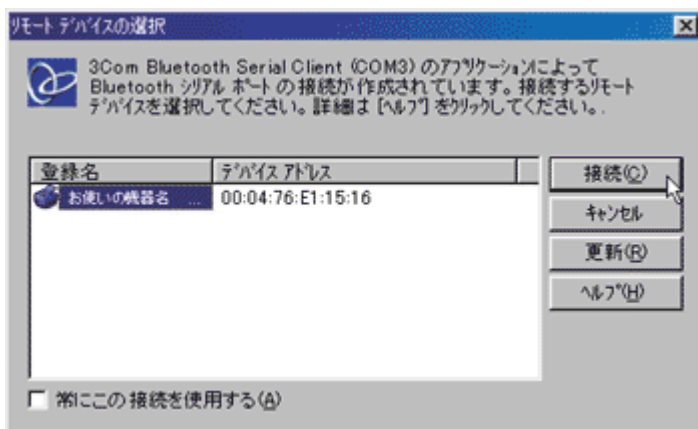 ﾘﾓｰﾄ ﾃﾞﾊﾞｲｽの選択
3Com Bluetooth Serial Client (COM3) のｱﾌﾟﾘｹｰｼｮﾝによって
Bluetooth ｼﾘｱﾙ ﾎﾟｰﾄ の接続が作成されています。接続するﾘﾓｰﾄ
ﾃﾞﾊﾞｲｽを選択してください。詳細は [ﾍﾙﾌﾟ] をｸﾘｯｸしてください。.
登録名 ﾃﾞﾊﾞｲｽ ｱﾄﾞﾚｽ
お使いの機器名 ... 00:04:76:E1:15:16
接続(C)
ｷｬﾝｾﾙ
更新(R)
ﾍﾙﾌﾟ(H)
常にこの接続を使用する(A)